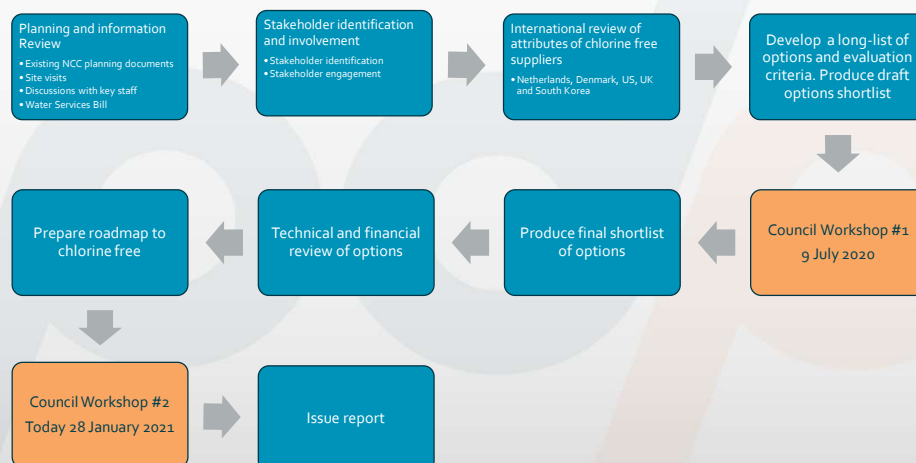 Planning and information
Review
• Existing NCC planning documents
• Site visits
• Discussions with key staff
• Water Services Bill
Stakeholder identification
and involvement
• Stakeholder identification
• Stakeholder engagement
International review of
attributes of chlorine free
suppliers
• Netherlands, Denmark, US, UK
and South Korea
Develop a long-list of
options and evaluation
criteria. Produce draft
options shortlist
Council Workshop #1
9 July 2020
Produce final shortlist
of options
Technical and financial
review of options
Prepare roadmap to
chlorine free
Council Workshop #2
Today 28 January 2021
Issue report